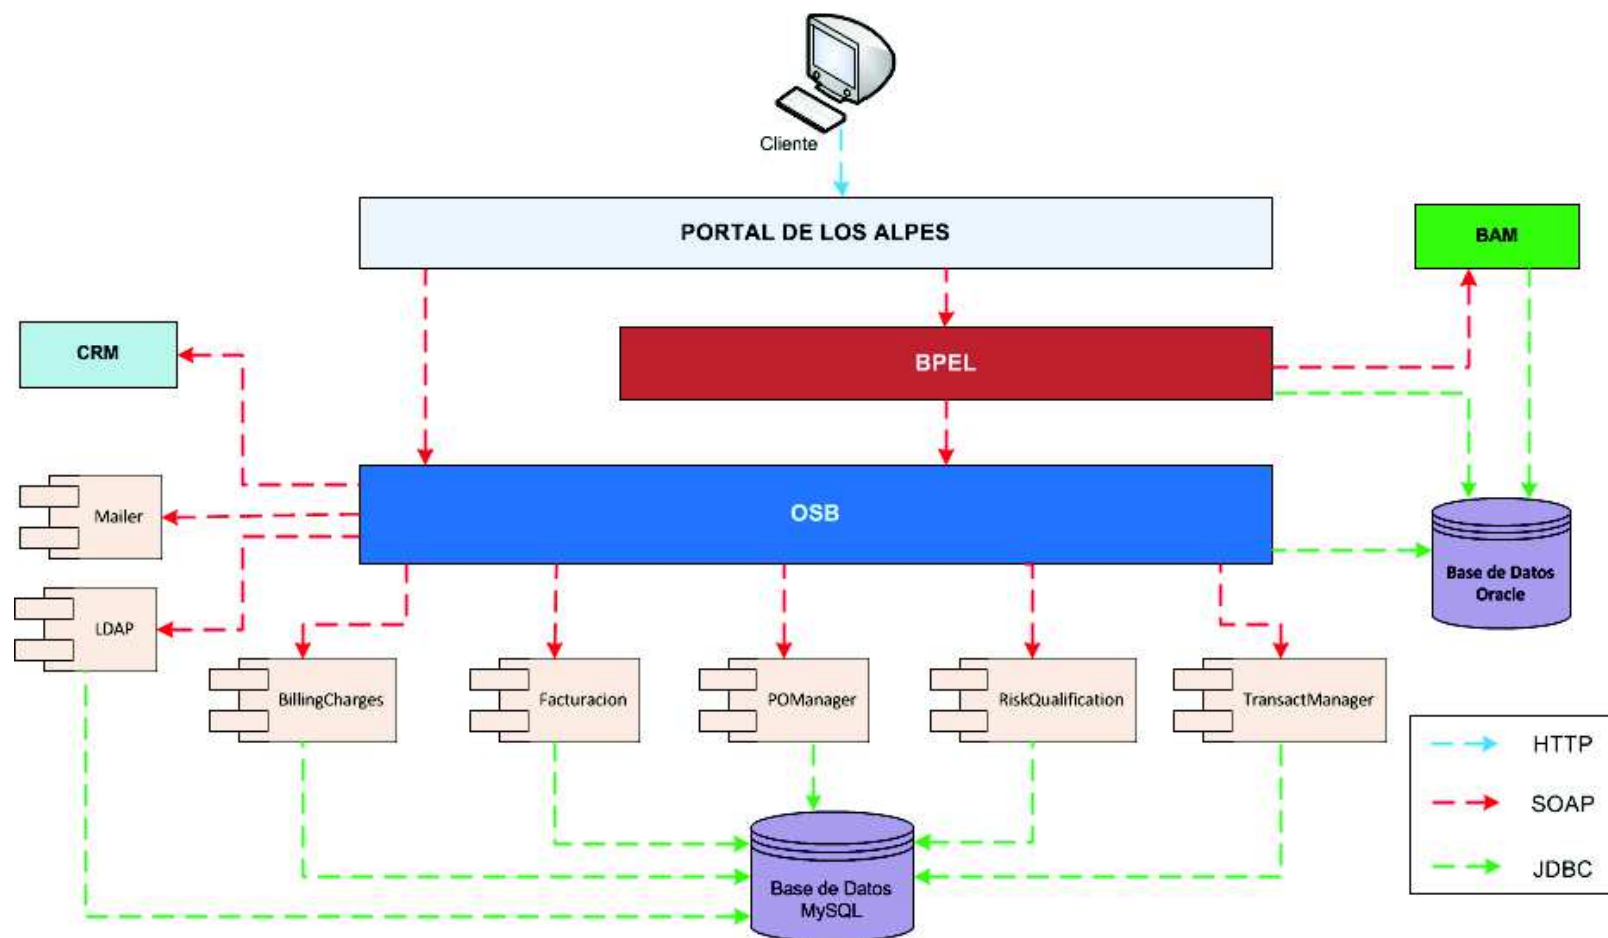 Cliente
PORTAL DE LOS ALPES
BAM
CRM
BPEL
Mailer
OSB
LDAP
Base de Datos
Oracle
BillingCharges
Facturacion
POManager
RiskQualification
TransactManager
HTTP
SOAP
JDBC
Base de Datos
MySQL